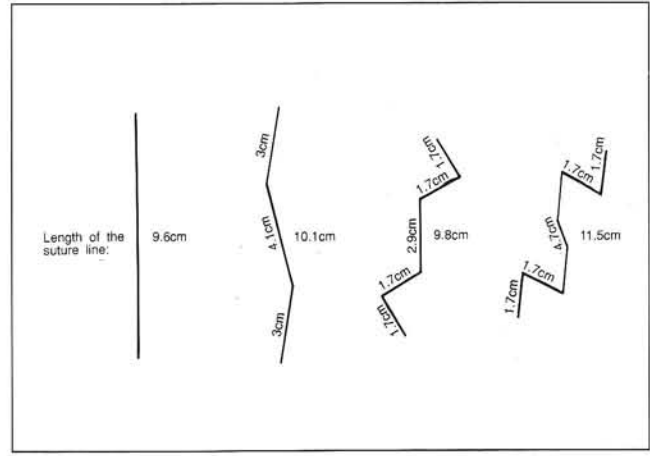 Length of the
suture line:
9.6cm
3cm
4.1cm
3cm
10.1cm
1.7cm
1.7cm
2.9cm
1.7cm
1.7cm
9.8cm
1.7cm
1.7cm
4.7cm
1.7cm
1.7cm
11.5cm